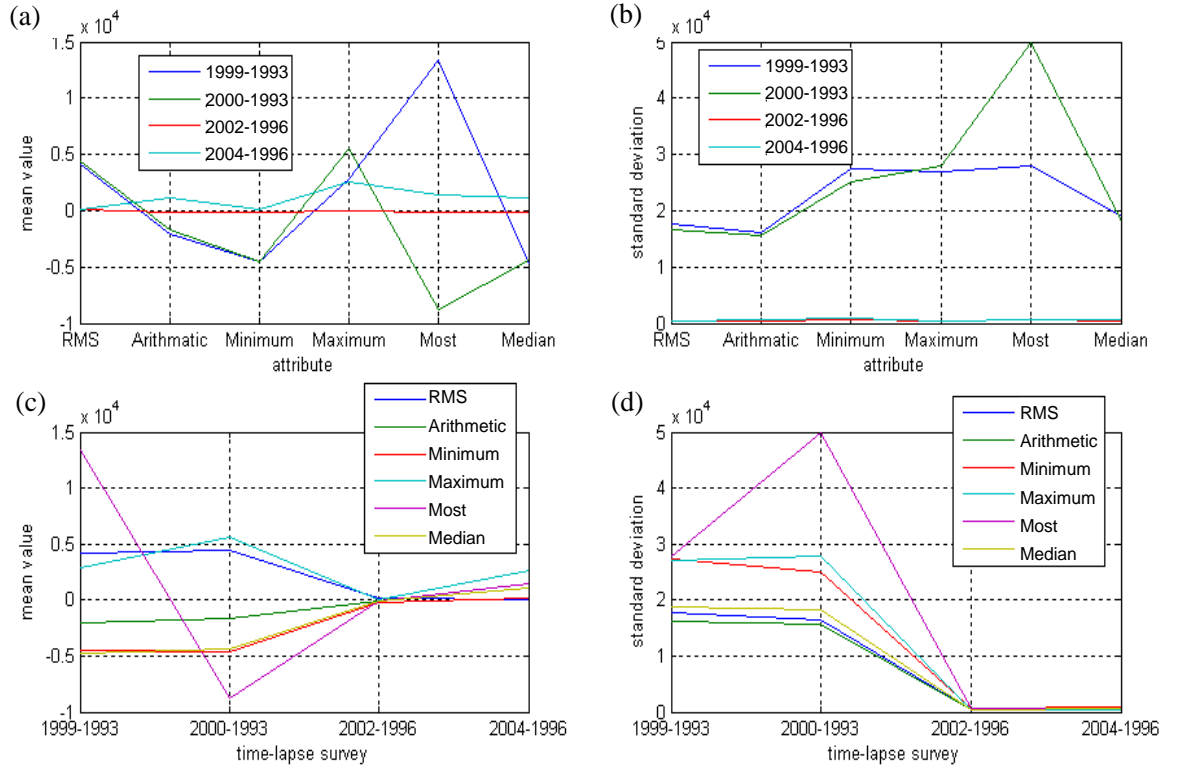 (a)
x 10^4
1.5
1
0.5
0
-0.5
-1
mean value
1999-1993
2000-1993
2002-1996
2004-1996
RMS Arithmatic Minimum Maximum Most Median
attribute
(b)
x 10^4
5
4
3
2
1
0
standard deviation
1999-1993
2000-1993
2002-1996
2004-1996
RMS Arithmatic Minimum Maximum Most Median
attribute
(c)
x 10^4
1.5
1
0.5
0
-0.5
-1
mean value
RMS
Arithmetic
Minimum
Maximum
Most
Median
1999-1993 2000-1993 2002-1996 2004-1996
time-lapse survey
(d)
x 10^4
5
4
3
2
1
0
standard deviation
RMS
Arithmetic
Minimum
Maximum
Most
Median
1999-1993 2000-1993 2002-1996 2004-1996
time-lapse survey